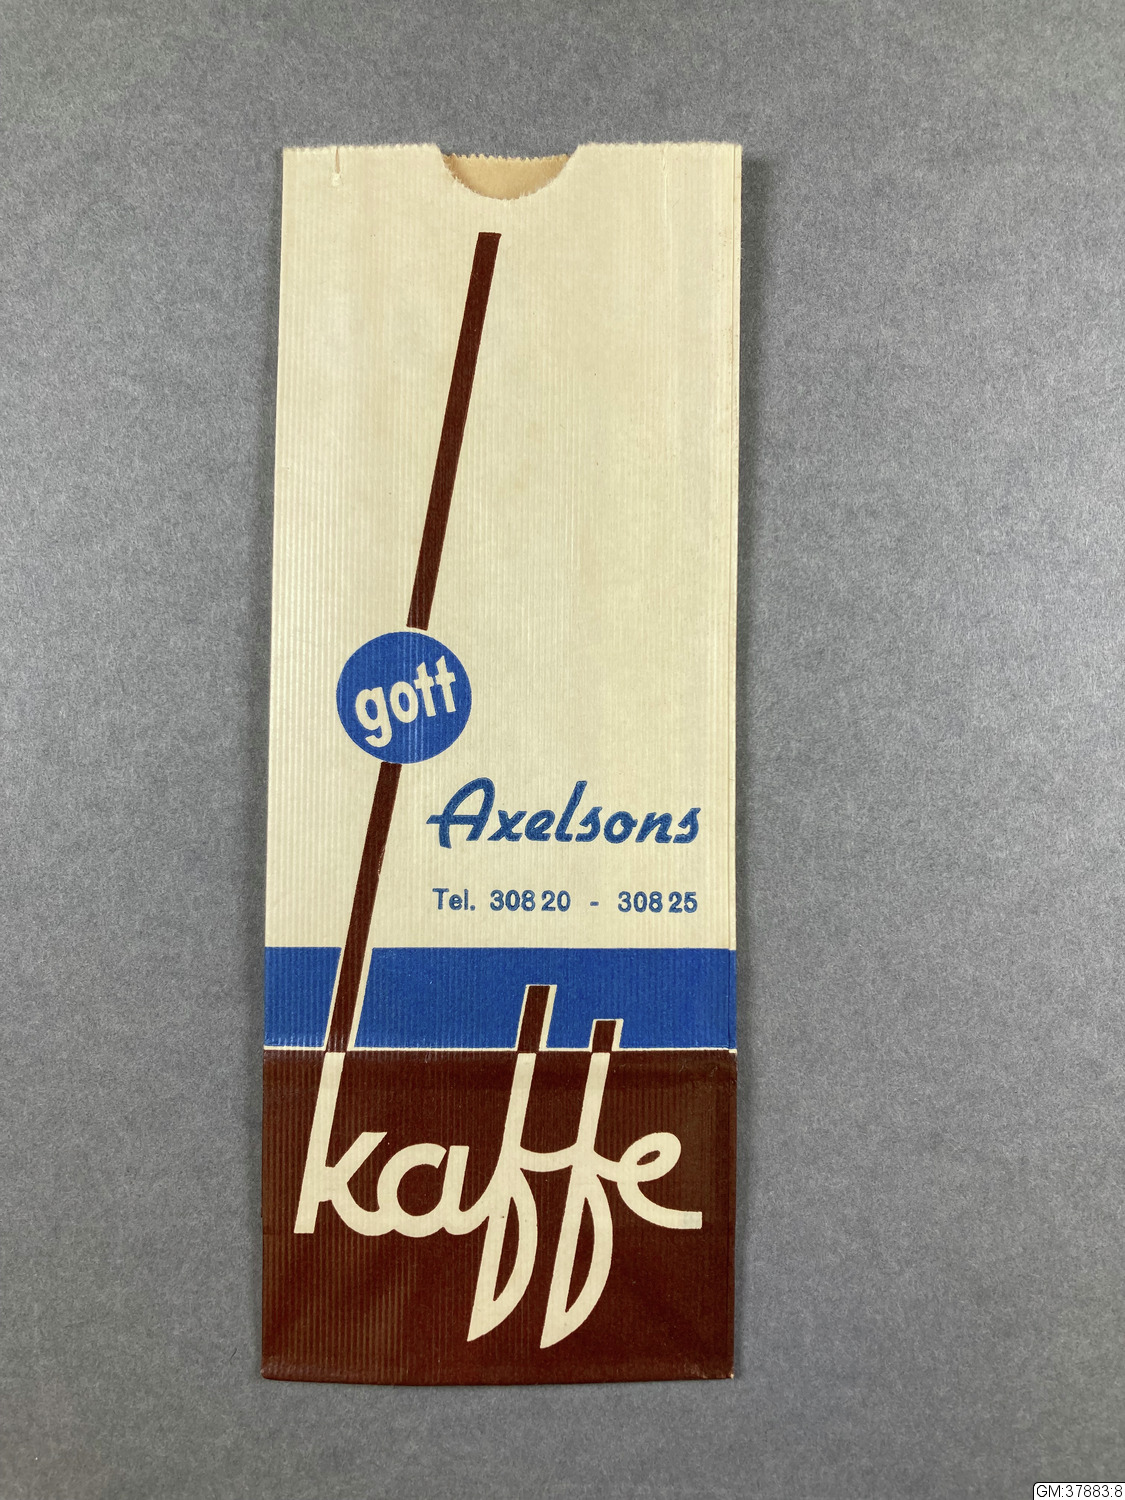 gott
Axelsons
Tel. 308 20 - 308 25
kaffe
GM:37883:8